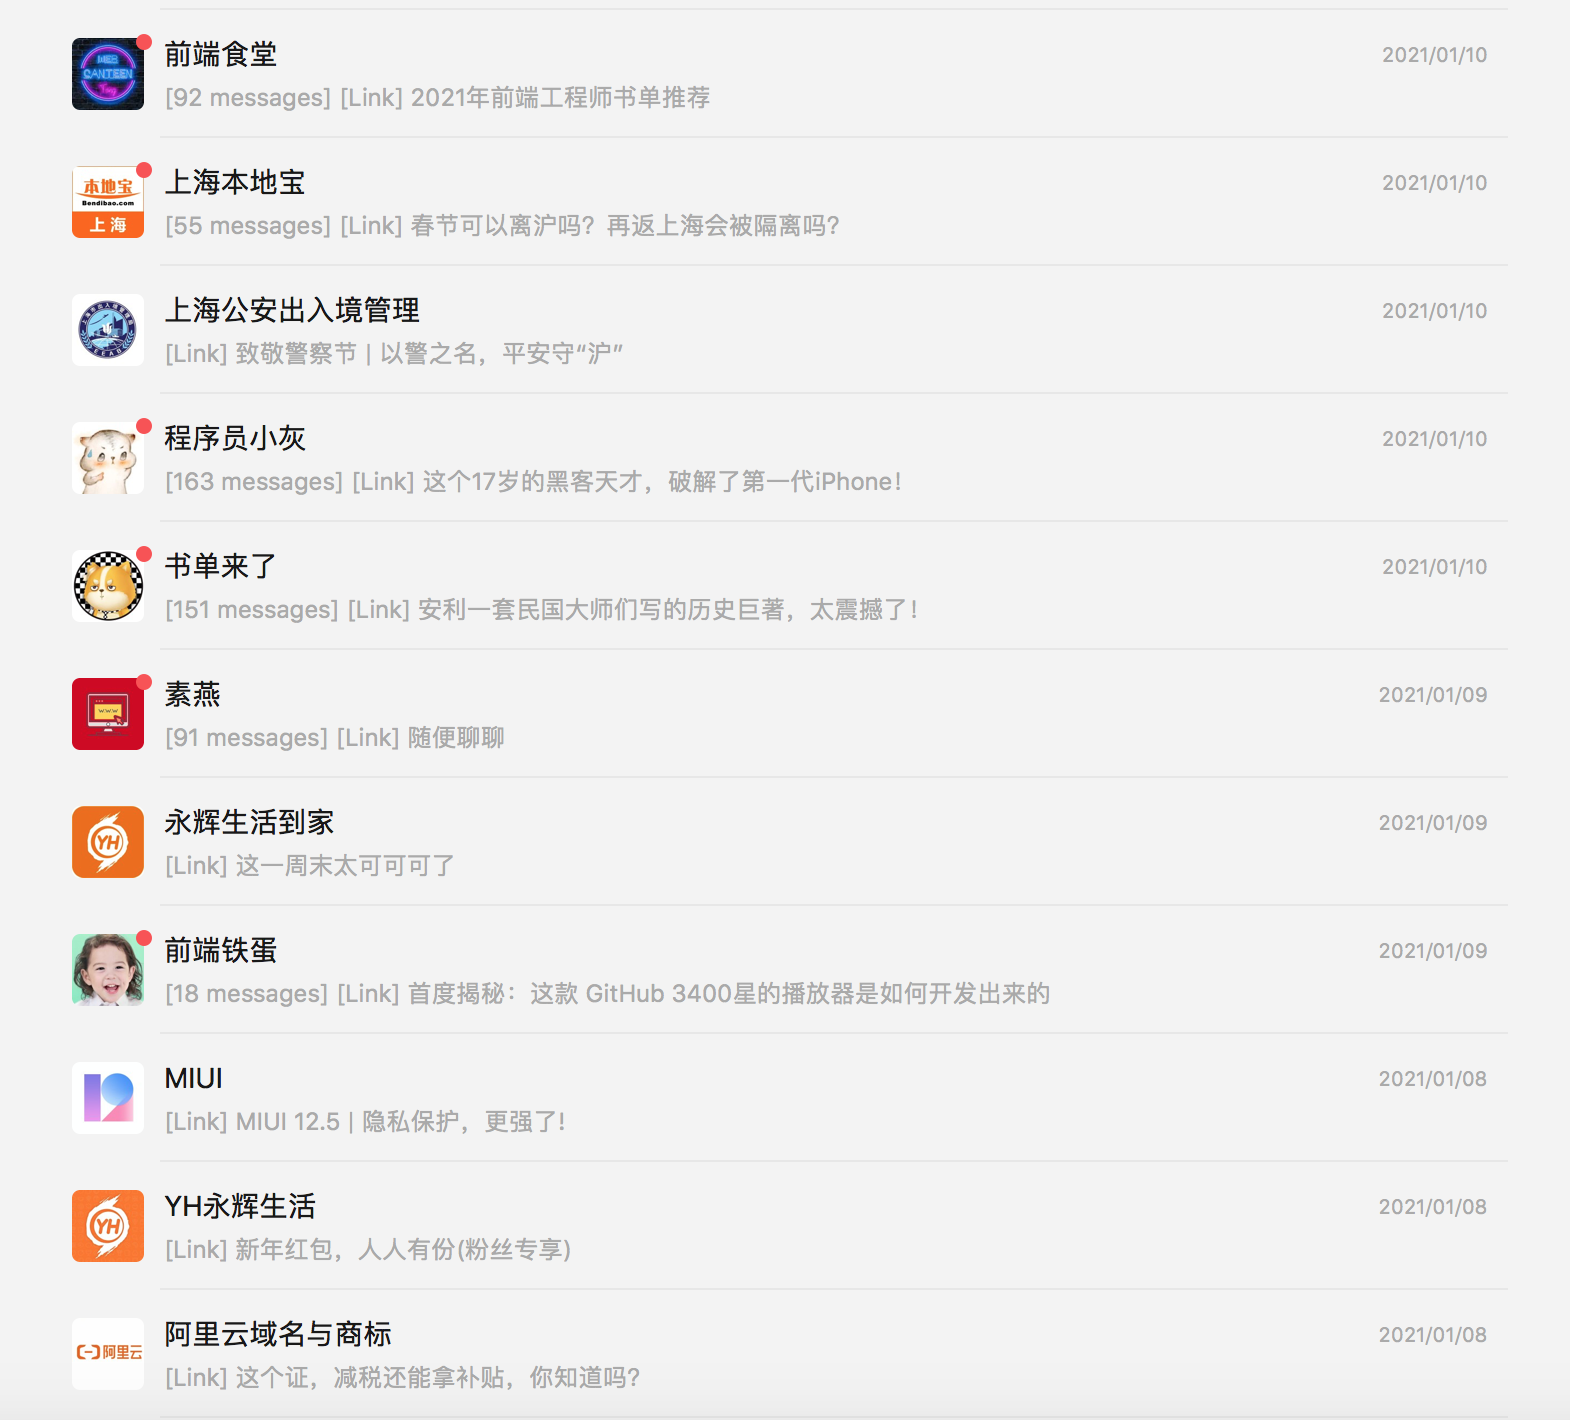 前端食堂
2021/01/10
[92 messages] [Link] 2021年前端工程师书单推荐
WEB
CANTEEN
上海本地宝
2021/01/10
[55 messages] [Link] 春节可以离沪吗？再返上海会被隔离吗？
本地宝
Bendibao.com
上海
上海公安出入境管理
2021/01/10
[Link] 致敬警察节 | 以警之名，平安守“沪”
程序员小灰
2021/01/10
[163 messages] [Link] 这个17岁的黑客天才，破解了第一代iPhone！
书单来了
2021/01/10
[151 messages] [Link] 安利一套民国大师们写的历史巨著，太震撼了！
素燕
2021/01/09
[91 messages] [Link] 随便聊聊
www
永辉生活到家
2021/01/09
[Link] 这一周末太可可可了
YH
前端铁蛋
2021/01/09
[18 messages] [Link] 首度揭秘：这款 GitHub 3400星的播放器是如何开发出来的
MIUI
2021/01/08
[Link] MIUI 12.5 | 隐私保护，更强了！
YH永辉生活
2021/01/08
[Link] 新年红包，人人有份(粉丝专享)
YH
阿里云域名与商标
2021/01/08
[Link] 这个证，减税还能拿补贴，你知道吗？
阿里云